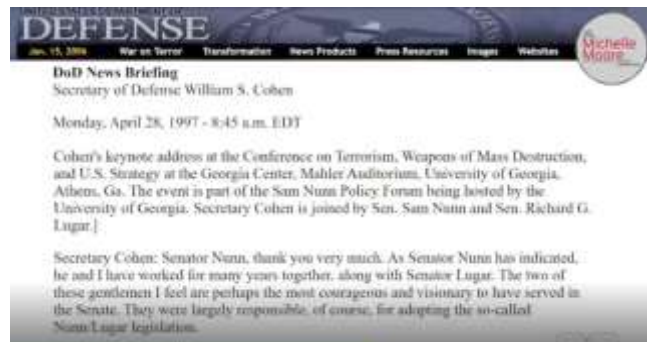 UNITED STATES DEPARTMENT OF
DEFENSE
Jan. 15, 2006 War on Terror Transformation News Products Press Resources Images Websites
Michelle
Moore
DoD News Briefing
Secretary of Defense William S. Cohen
Monday, April 28, 1997 - 8:45 a.m. EDT
Cohen's keynote address at the Conference on Terrorism, Weapons of Mass Destruction,
and U.S. Strategy at the Georgia Center, Mahler Auditorium, University of Georgia,
Athens, Ga. The event is part of the Sam Nunn Policy Forum being hosted by the
University of Georgia. Secretary Cohen is joined by Sen. Sam Nunn and Sen. Richard G.
Lugar.]
Secretary Cohen: Senator Nunn, thank you very much. As Senator Nunn has indicated,
he and I have worked for many years together, along with Senator Lugar. The two of
these gentlemen I feel are perhaps the most courageous and visionary to have served in
the Senate. They were largely responsible, of course, for adopting the so-called
Nunn/Lugar legislation.